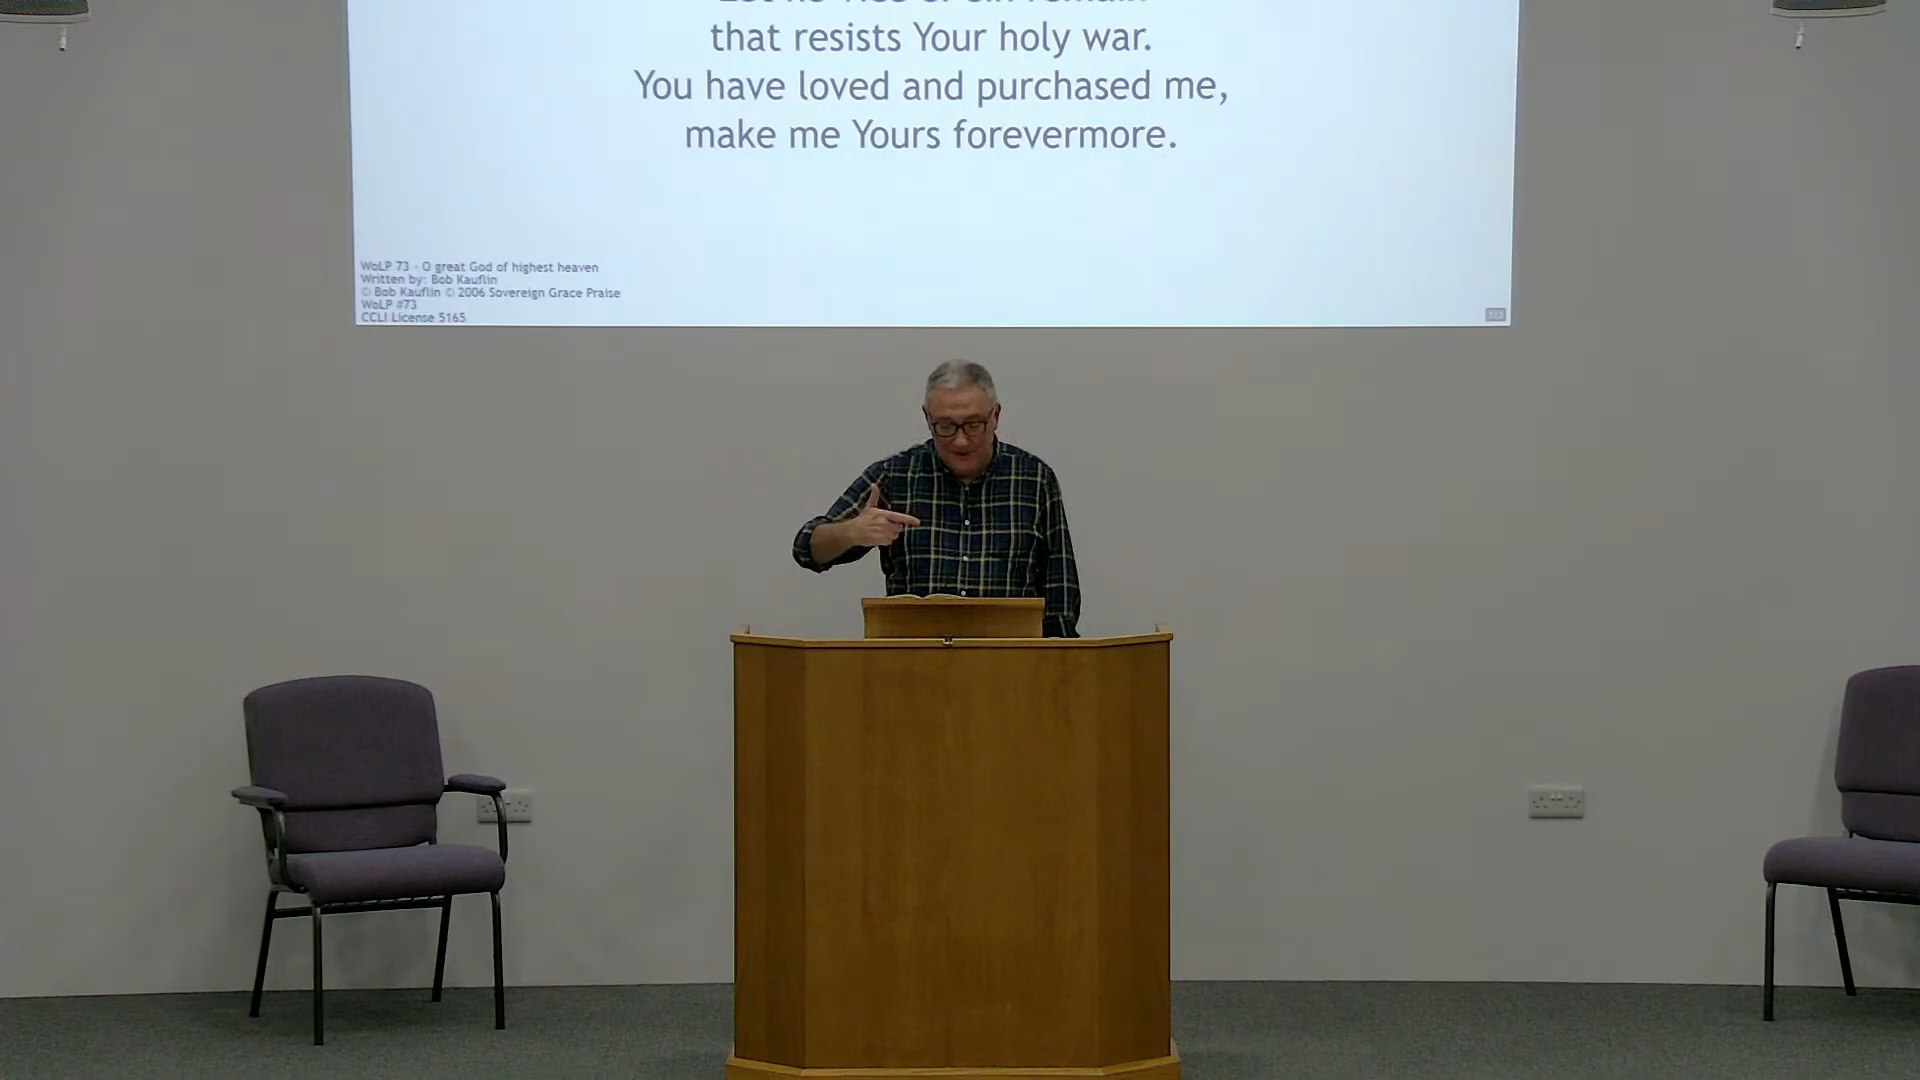 that resists Your holy war.
You have loved and purchased me,
make me Yours forevermore.
WoLP 73 - O great God of highest heaven
Written by: Bob Kauflin
© Bob Kauflin © 2006 Sovereign Grace Praise
WoLP #73
CCLI License 5165